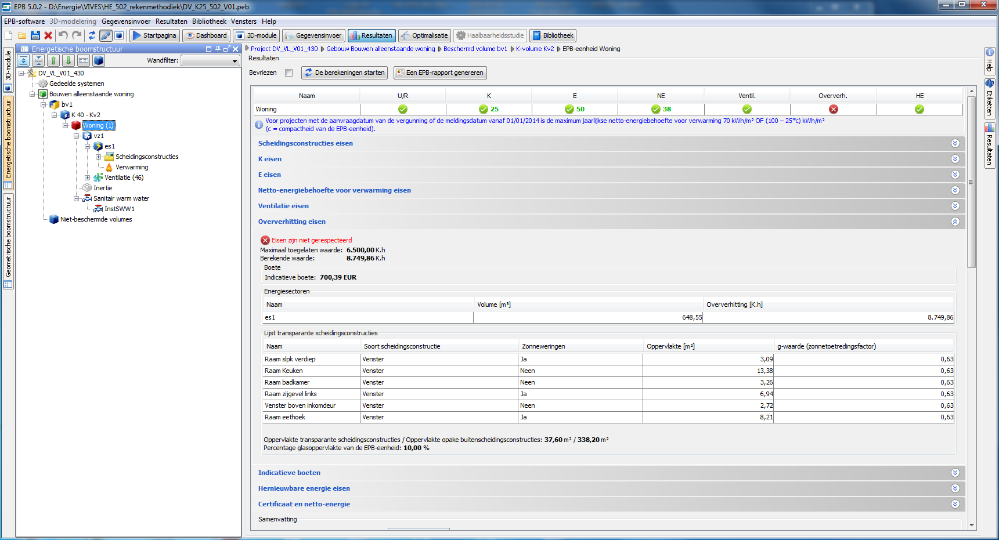 EPB 5.0.2 - D:\Energie\VIVES\HE_502_rekenmethodiek\DV_K25_502_V01.peb
EPB-software 3D-modelering Gegevensinvoer Resultaten Bibliotheek Vensters Help
Startpagina Dashboard 3D-module Gegevensinvoer Resultaten Optimalisatie Haalbaarheidsstudie Bibliotheek
3D-module
Energetische boomstructuur
Geometrische boomstructuur
Energetische boomstructuur
Wandfilter:
DV_VL_V01_430
Gedeelde systemen
Bouwen alleenstaande woning
bv1
K 40 - Kv2
Woning (1)
vz1
es1
Scheidingsconstructies
Verwarming
Ventilatie (46)
Inertie
Sanitair warm water
InstSWW1
Niet-beschermde volumes
Project DV_VL_V01_430 Gebouw Bouwen alleenstaande woning Beschermd volume bv1 K-volume Kv2 EPB-eenheid Woning
Resultaten
Bevriezen De berekeningen starten Een EPB-rapport genereren
Naam U/R K E NE Ventil. Oververh. HE
Woning 25 50 38
Voor projecten met de aanvraagdatum van de vergunning of de meldingsdatum vanaf 01/01/2014 is de maximum jaarlijkse netto-energiebehoefte voor verwarming 70 kWh/m² OF (100 – 25*c) kWh/m²
(c = compactheid van de EPB-eenheid).
Scheidingsconstructies eisen
K eisen
E eisen
Netto-energiebehoefte voor verwarming eisen
Ventilatie eisen
Oververhitting eisen
Eisen zijn niet gerespecteerd
Maximaal toegelaten waarde: 6.500,00 K.h
Berekende waarde: 8.749,86 K.h
Boete
Indicatieve boete: 700,39 EUR
Energiesectoren
Naam Volume [m³] Oververhitting [K.h]
es1 648,55 8.749,86
Lijst transparante scheidingsconstructies
Naam Soort scheidingsconstructie Zonneweringen Oppervlakte [m²] g-waarde (zonnetoetredingsfactor)
Raam slpk verdiep Venster Ja 3,09 0,63
Raam Keuken Venster Neen 13,38 0,63
Raam badkamer Venster Neen 3,26 0,63
Raam zijgevel links Venster Ja 6,94 0,63
Venster boven inkomdeur Venster Neen 2,72 0,63
Raam eethoek Venster Ja 8,21 0,63
Oppervlakte transparante scheidingsconstructies / Oppervlakte opake buitenscheidingsconstructies: 37,60 m² / 338,20 m²
Percentage glasoppervlakte van de EPB-eenheid: 10,00 %
Indicatieve boeten
Hernieuwbare energie eisen
Certificaat en netto-energie
Samenvatting
Help
Etiketten
Resultaten